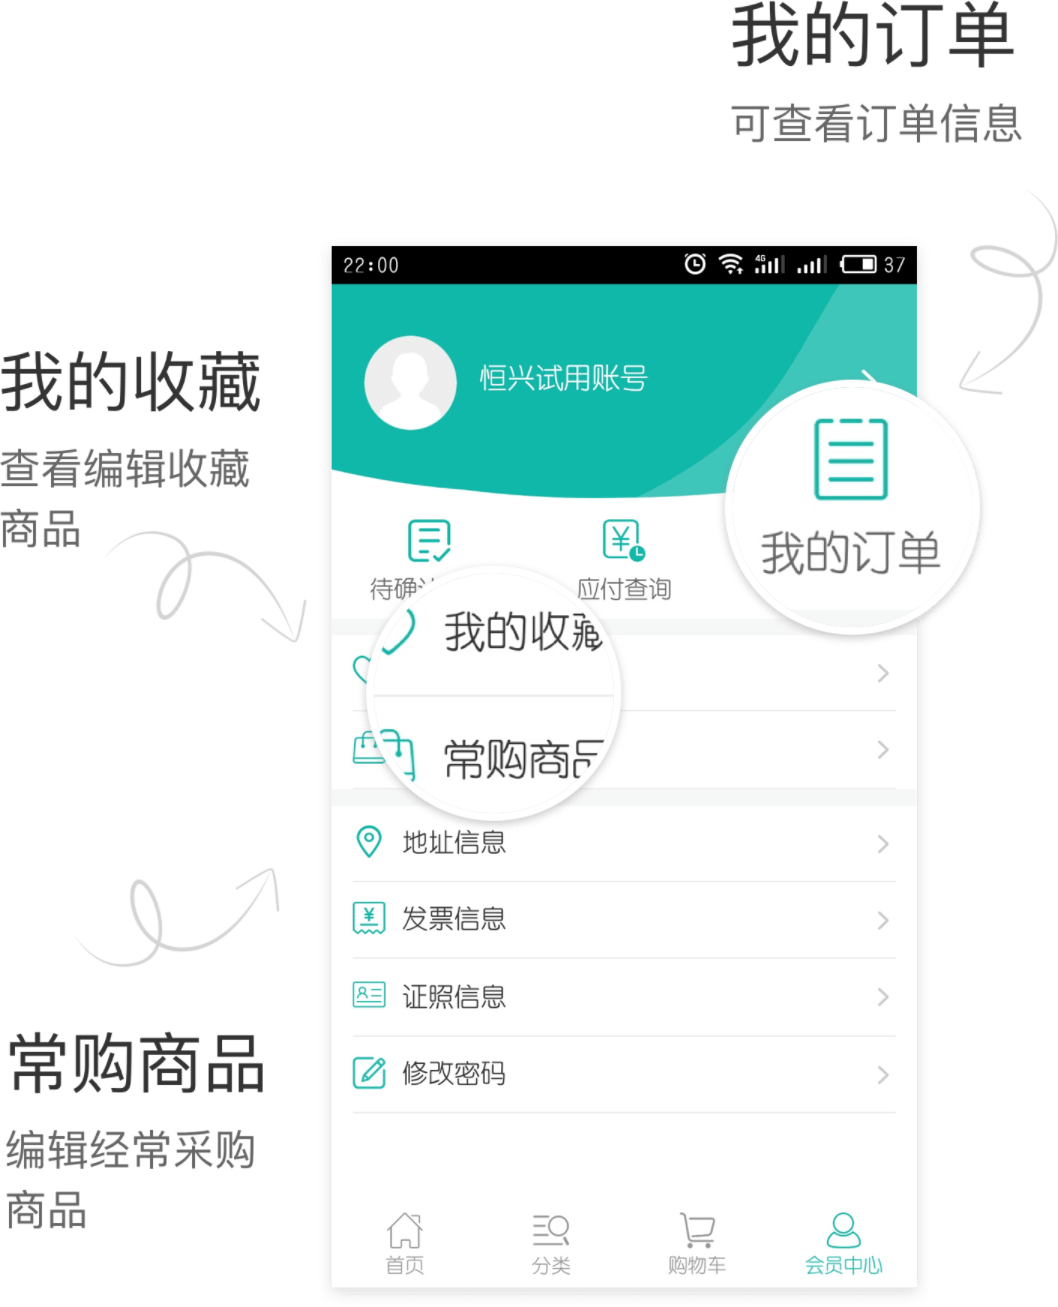 我的订单
可查看订单信息
22:00
4G
37
恒兴试用账号
我的收藏
查看编辑收藏
商品
我的订单
应付查询
我的收藏
常购商品
地址信息
发票信息
证照信息
修改密码
常购商品
编辑经常采购
商品
首页
分类
购物车
会员中心